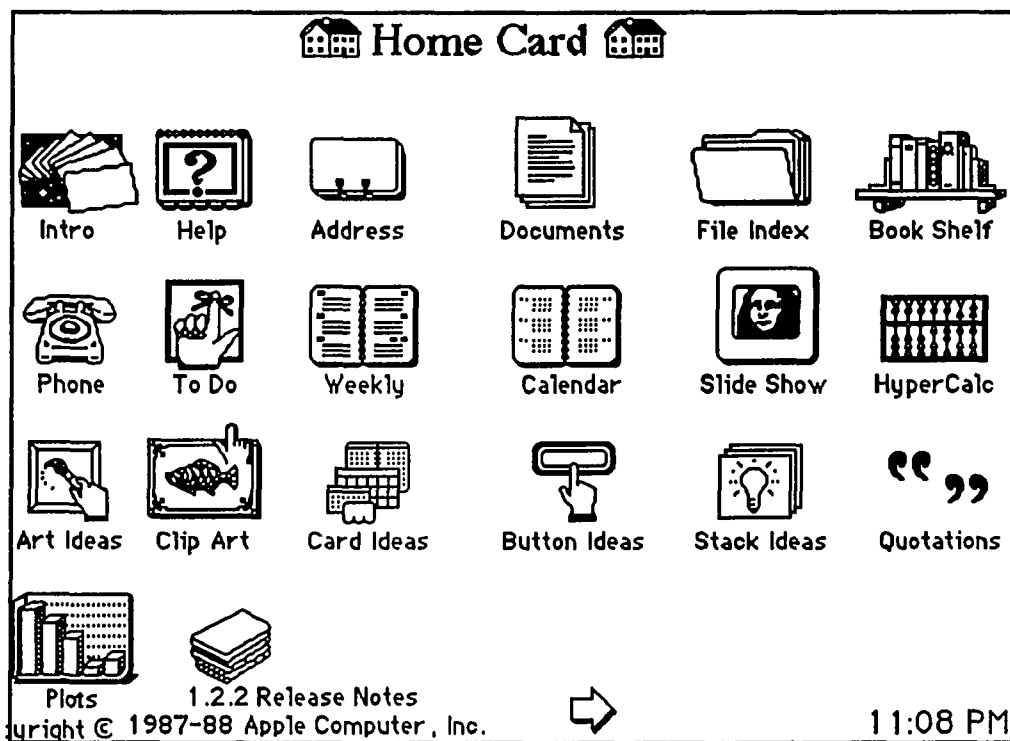 Home Card
Intro Help Address Documents File Index Book Shelf
Phone To Do Weekly Calendar Slide Show HyperCalc
Art Ideas Clip Art Card Ideas Button Ideas Stack Ideas Quotations
Plots 1.2.2 Release Notes
yright © 1987-88 Apple Computer, Inc. 11:08 PM